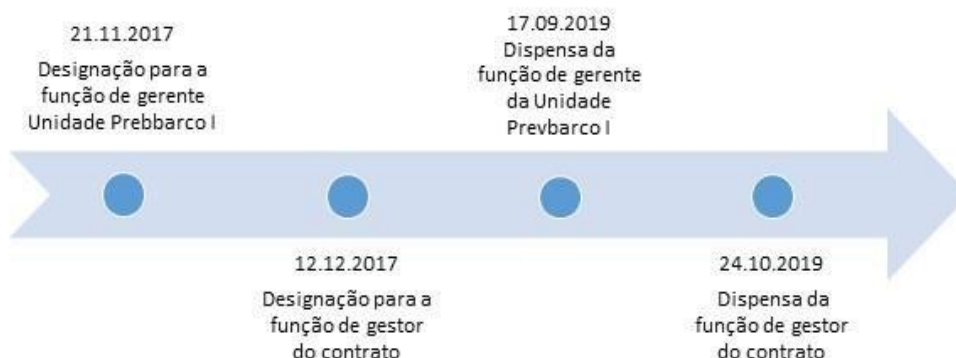 21.11.2017
Designação para a
função de gerente
Unidade Prebbarco I
12.12.2017
Designação para a
função de gestor
do contrato
17.09.2019
Dispensa da
função de gerente
da Unidade
Prevbarco I
24.10.2019
Dispensa da
função de gestor
do contrato